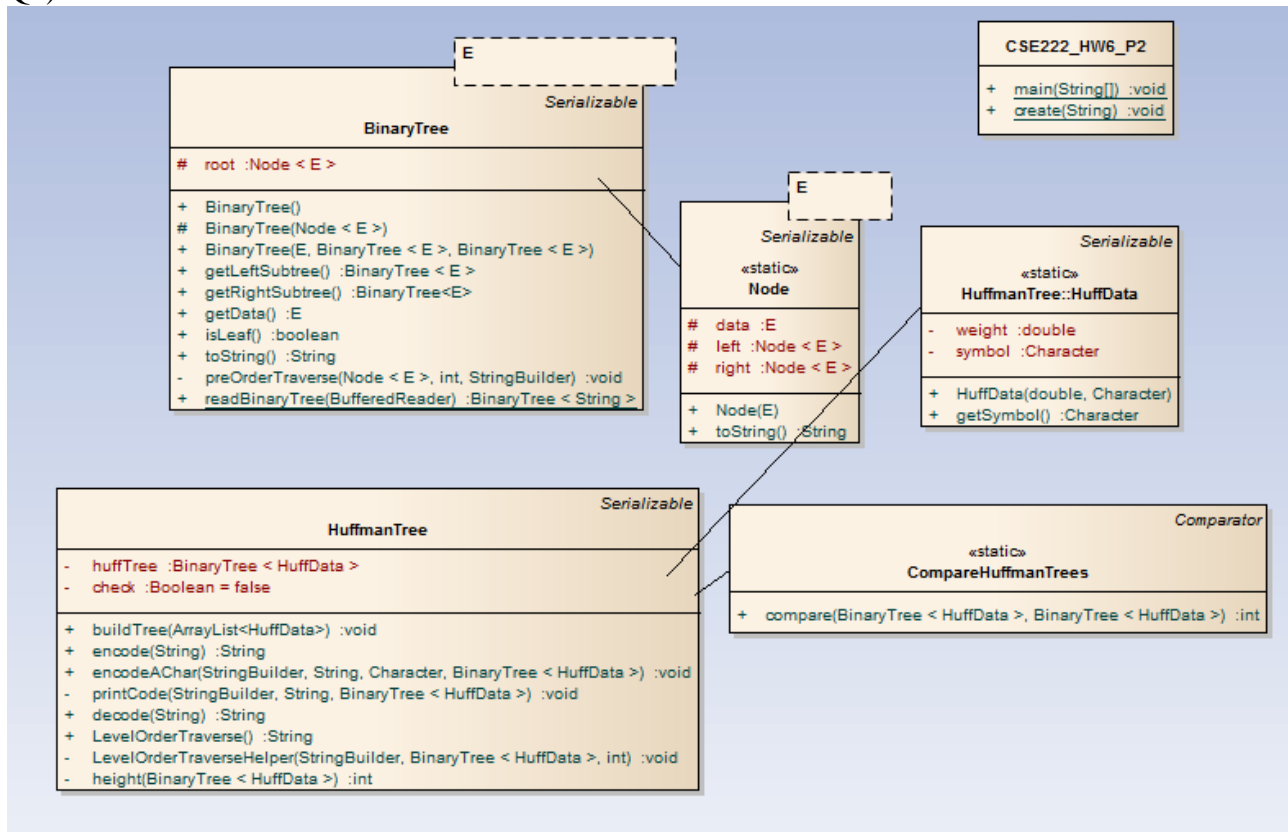 E
Serializable
BinaryTree
# root :Node < E >
+ BinaryTree()
# BinaryTree(Node < E >)
+ BinaryTree(E, BinaryTree < E >, BinaryTree < E >)
+ getLeftSubtree() :BinaryTree < E >
+ getRightSubtree() :BinaryTree<E>
+ getData() :E
+ isLeaf() :boolean
+ toString() :String
- preOrderTraverse(Node < E >, int, StringBuilder) :void
+ readBinaryTree(BufferedReader) :BinaryTree < String >
CSE222_HW6_P2
+ main(String[]) :void
+ create(String) :void
E
Serializable
«static»
Node
# data :E
# left :Node < E >
# right :Node < E >
+ Node(E)
+ toString() :String
Serializable
«static»
HuffmanTree::HuffData
- weight :double
- symbol :Character
+ HuffData(double, Character)
+ getSymbol() :Character
Serializable
HuffmanTree
- huffTree :BinaryTree < HuffData >
- check :Boolean = false
+ buildTree(ArrayList<HuffData>) :void
+ encode(String) :String
+ encodeAChar(StringBuilder, String, Character, BinaryTree < HuffData >) :void
- printCode(StringBuilder, String, BinaryTree < HuffData >) :void
+ decode(String) :String
+ LevelOrderTraverse() :String
- LevelOrderTraverseHelper(StringBuilder, BinaryTree < HuffData >, int) :void
- height(BinaryTree < HuffData >) :int
Comparator
«static»
CompareHuffmanTrees
+ compare(BinaryTree < HuffData >, BinaryTree < HuffData >) :int